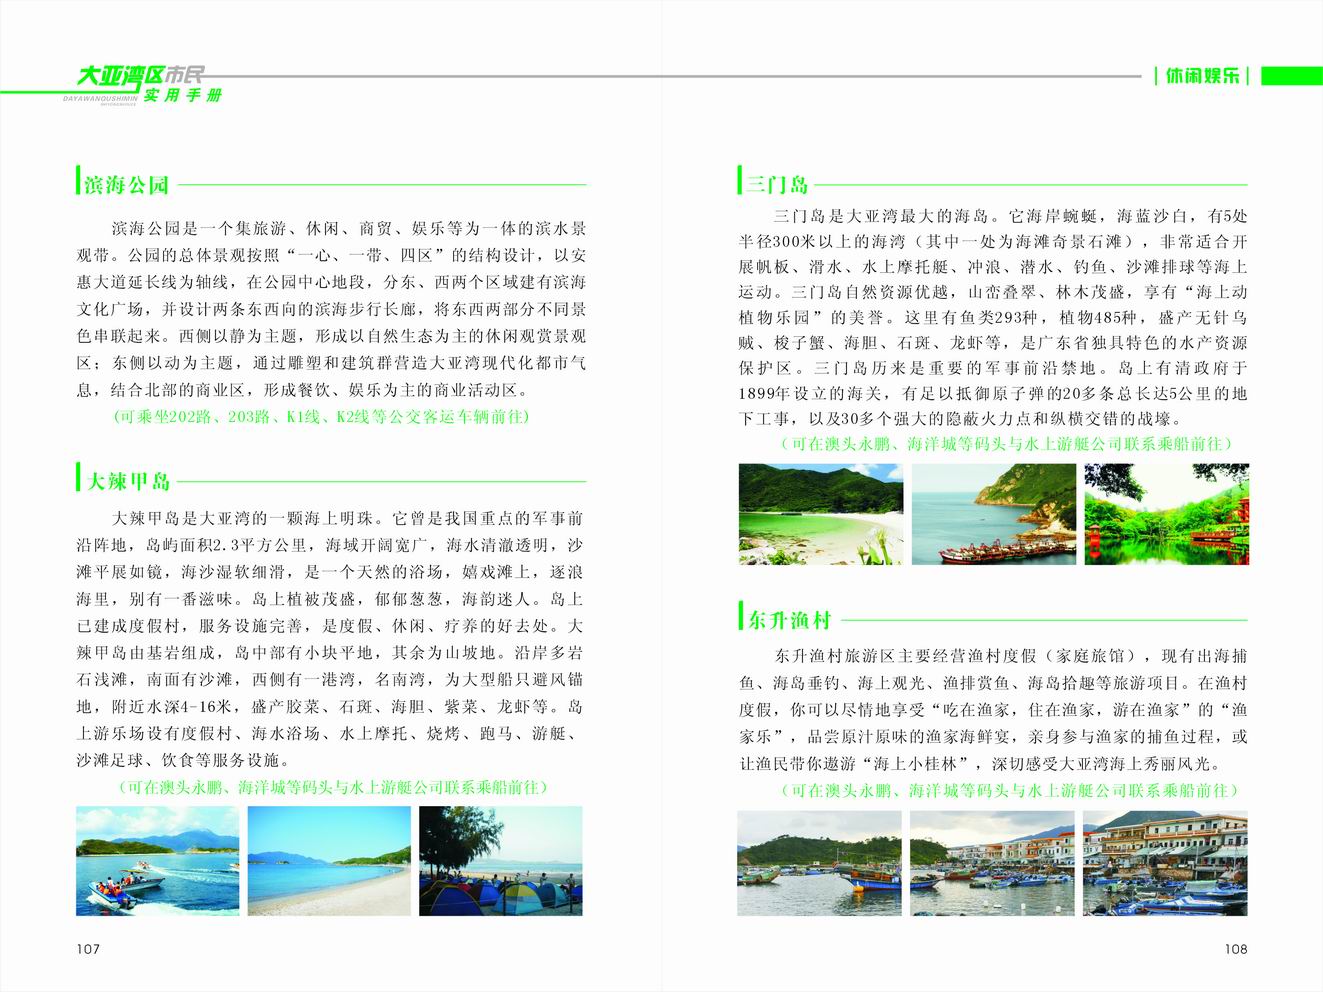 大亚湾区市民
DAYAWANQUSHIMIN
实用手册
休闲娱乐
滨海公园
滨海公园是一个集旅游、休闲、商贸、娱乐等为一体的滨水景
观带。公园的总体景观按照“一心、一带、四区”的结构设计，以安
惠大道延长线为轴线，在公园中心地段，分东、西两个区域建有滨海
文化广场，并设计两条东西向的滨海步行长廊，将东西两部分不同景
色串联起来。西侧以静为主题，形成以自然生态为主的休闲观赏景观
区；东侧以动为主题，通过雕塑和建筑群营造大亚湾现代化都市气
息，结合北部的商业区，形成餐饮、娱乐为主的商业活动区。
(可乘坐202路、203路、K1线、K2线等公交客运车辆前往)
大辣甲岛
大辣甲岛是大亚湾的一颗海上明珠。它曾是我国重点的军事前
沿阵地，岛屿面积2.3平方公里，海域开阔宽广，海水清澈透明，沙
滩平展如镜，海沙湿软细滑，是一个天然的浴场，嬉戏滩上，逐浪
海里，别有一番滋味。岛上植被茂盛，郁郁葱葱，海韵迷人。岛上
已建成度假村，服务设施完善，是度假、休闲、疗养的好去处。大
辣甲岛由基岩组成，岛中部有小块平地，其余为山坡地。沿岸多岩
石浅滩，南面有沙滩，西侧有一港湾，名南湾，为大型船只避风锚
地，附近水深4-16米，盛产胶菜、石斑、海胆、紫菜、龙虾等。岛
上游乐场设有度假村、海水浴场、水上摩托、烧烤、跑马、游艇、
沙滩足球、饮食等服务设施。
（可在澳头永鹏、海洋城等码头与水上游艇公司联系乘船前往）
107
三门岛
三门岛是大亚湾最大的海岛。它海岸蜿蜒，海蓝沙白，有5处
半径300米以上的海湾（其中一处为海滩奇景石滩），非常适合开
展帆板、滑水、水上摩托艇、冲浪、潜水、钓鱼、沙滩排球等海上
运动。三门岛自然资源优越，山峦叠翠、林木茂盛，享有“海上动
植物乐园”的美誉。这里有鱼类293种，植物485种，盛产无针乌
贼、梭子蟹、海胆、石斑、龙虾等，是广东省独具特色的水产资源
保护区。三门岛历来是重要的军事前沿禁地。岛上有清政府于
1899年设立的海关，有足以抵御原子弹的20多条总长达5公里的地
下工事，以及30多个强大的隐蔽火力点和纵横交错的战壕。
（可在澳头永鹏、海洋城等码头与水上游艇公司联系乘船前往）
东升渔村
东升渔村旅游区主要经营渔村度假（家庭旅馆），现有出海捕
鱼、海岛垂钓、海上观光、渔排赏鱼、海岛拾趣等旅游项目。在渔村
度假，你可以尽情地享受“吃在渔家，住在渔家，游在渔家”的“渔
家乐”，品尝原汁原味的渔家海鲜宴，亲身参与渔家的捕鱼过程，或
让渔民带你遨游“海上小桂林”，深切感受大亚湾海上秀丽风光。
（可在澳头永鹏、海洋城等码头与水上游艇公司联系乘船前往）
108